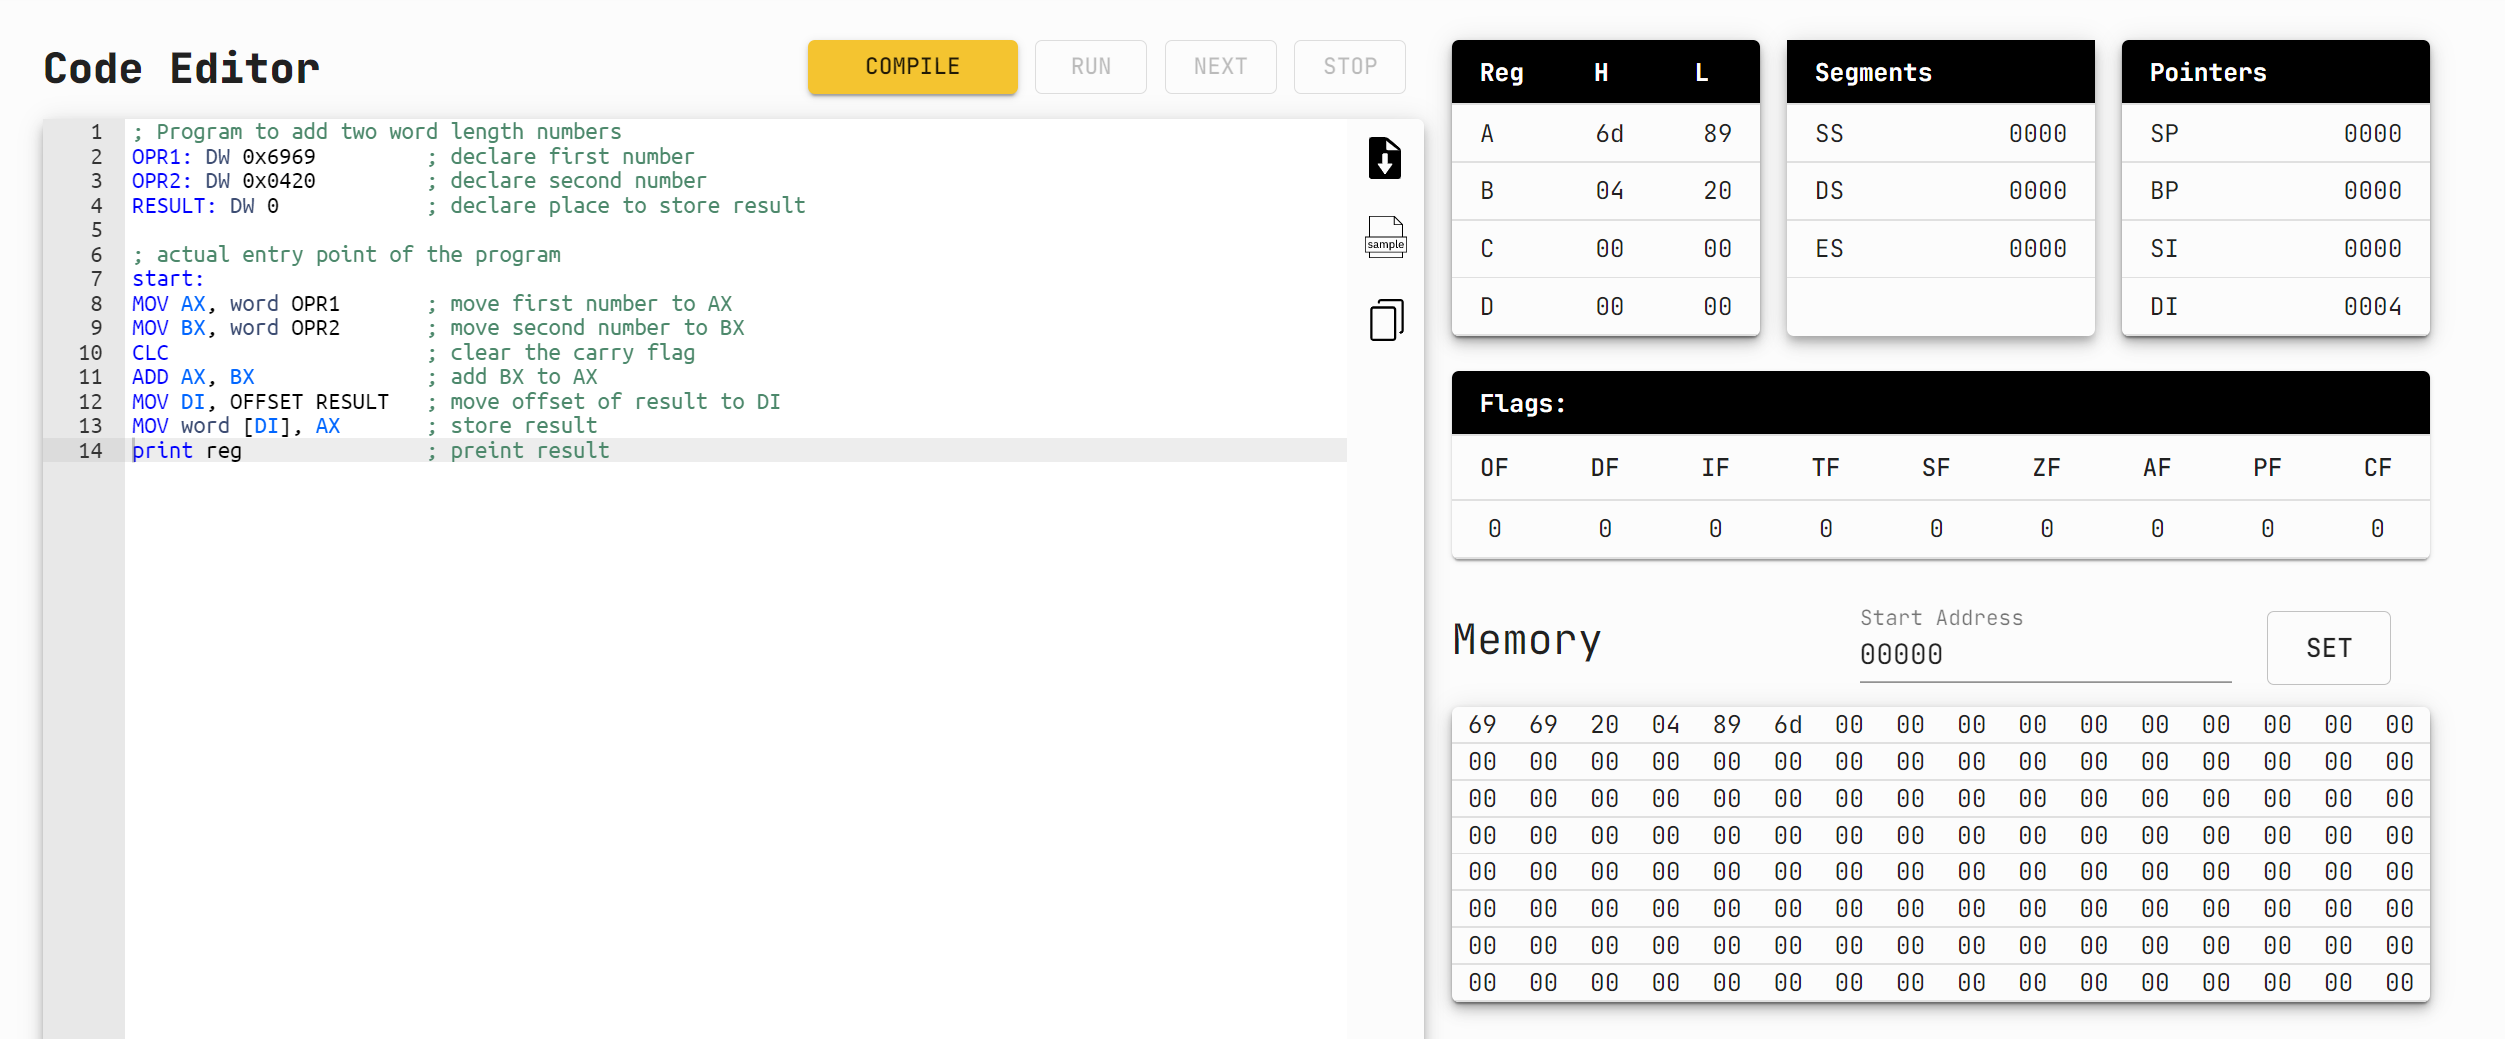 Code Editor
COMPILE RUN NEXT STOP
1 ; Program to add two word length numbers
2 OPR1: DW 0x6969 ; declare first number
3 OPR2: DW 0x0420 ; declare second number
4 RESULT: DW 0 ; declare place to store result
5
6 ; actual entry point of the program
7 start:
8 MOV AX, word OPR1 ; move first number to AX
9 MOV BX, word OPR2 ; move second number to BX
10 CLC ; clear the carry flag
11 ADD AX, BX ; add BX to AX
12 MOV DI, OFFSET RESULT ; move offset of result to DI
13 MOV word [DI], AX ; store result
14 print reg ; preint result
sample
Reg H L
A 6d 89
B 04 20
C 00 00
D 00 00
Segments
SS 0000
DS 0000
ES 0000
Pointers
SP 0000
BP 0000
SI 0000
DI 0004
Flags:
OF DF IF TF SF ZF AF PF CF
0 0 0 0 0 0 0 0 0
Memory
Start Address
00000
SET
69 69 20 04 89 6d 00 00 00 00 00 00 00 00 00 00
00 00 00 00 00 00 00 00 00 00 00 00 00 00 00 00
00 00 00 00 00 00 00 00 00 00 00 00 00 00 00 00
00 00 00 00 00 00 00 00 00 00 00 00 00 00 00 00
00 00 00 00 00 00 00 00 00 00 00 00 00 00 00 00
00 00 00 00 00 00 00 00 00 00 00 00 00 00 00 00
00 00 00 00 00 00 00 00 00 00 00 00 00 00 00 00
00 00 00 00 00 00 00 00 00 00 00 00 00 00 00 00